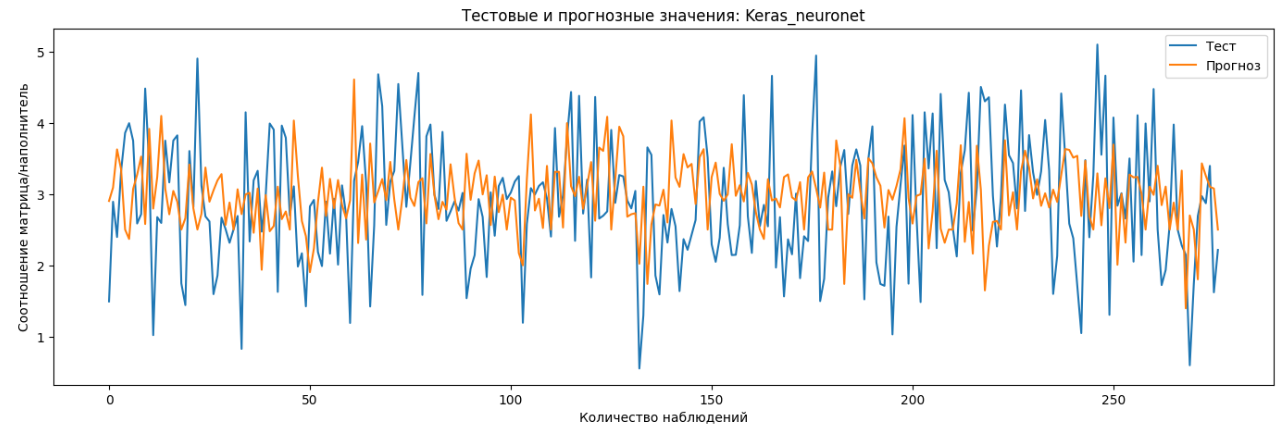 Тестовые и прогнозные значения: Keras_neuronet
Соотношение матрица/наполнитель
5
4
3
2
1
Тест
Прогноз
0
50
100
150
200
250
Количество наблюдений